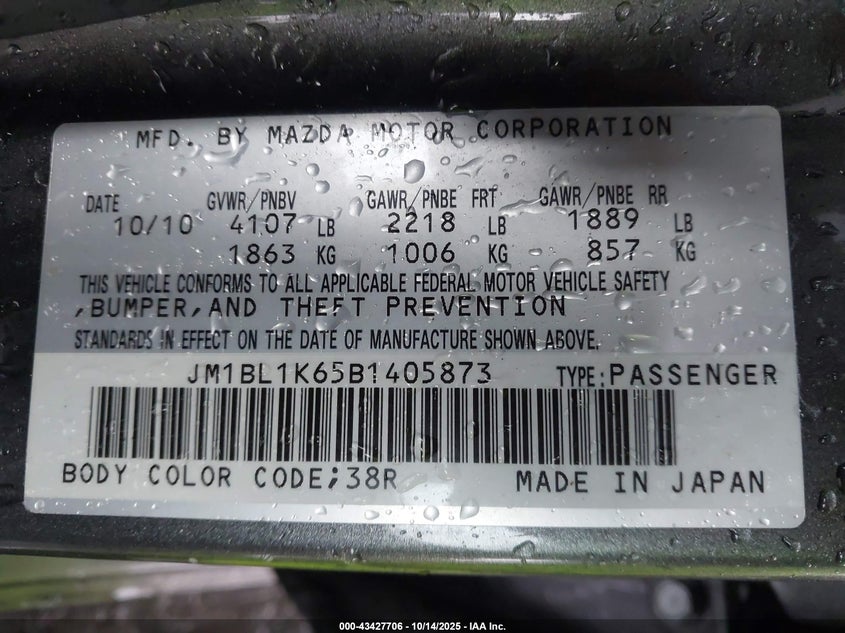 MFD. BY MAZDA MOTOR CORPORATION
DATE GVWR/PNBV GAWR/PNBE FRT GAWR/PNBE RR
10/10 4107 LB 2218 LB 1889 LB
1863 KG 1006 KG 857 KG
THIS VEHICLE CONFORMS TO ALL APPLICABLE FEDERAL MOTOR VEHICLE SAFETY
,BUMPER,AND THEFT PREVENTION
STANDARDS IN EFFECT ON THE DATE OF MANUFACTURE SHOWN ABOVE.
JM1BL1K65B1405873 TYPE:PASSENGER
BODY COLOR CODE;38R MADE IN JAPAN
000-43427706 - 10/14/2025 - IAA Inc.